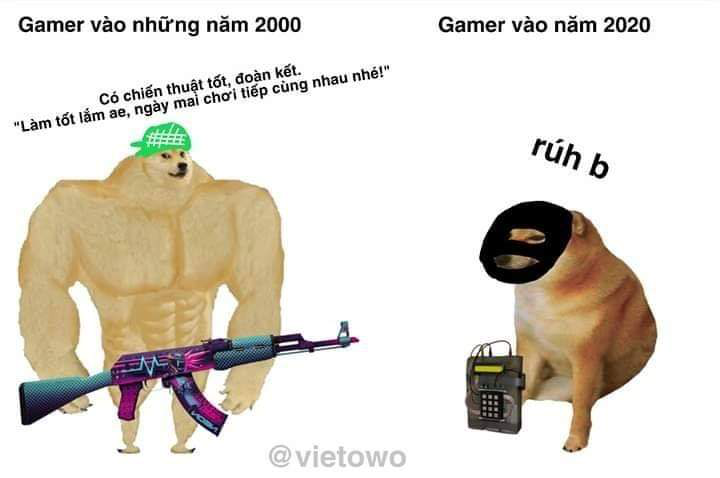 Gamer vào những năm 2000
Gamer vào năm 2020
Có chiến thuật tốt, đoàn kết.
"Làm tốt lắm ae, ngày mai chơi tiếp cùng nhau nhé!"
rúh b
@vietowo